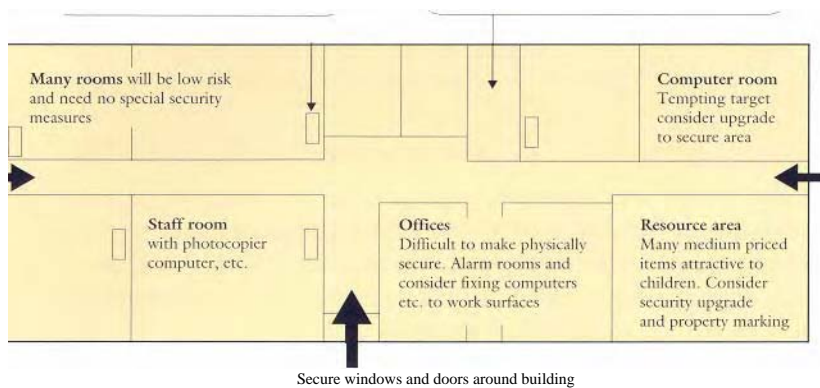 Many rooms will be low risk
and need no special security
measures
Computer room
Tempting target
consider upgrade
to secure area
Staff room
with photocopier
computer, etc.
Offices
Difficult to make physically
secure. Alarm rooms and
consider fixing computers
etc. to work surfaces
Resource area
Many medium priced
items attractive to
children. Consider
security upgrade
and property marking
Secure windows and doors around building